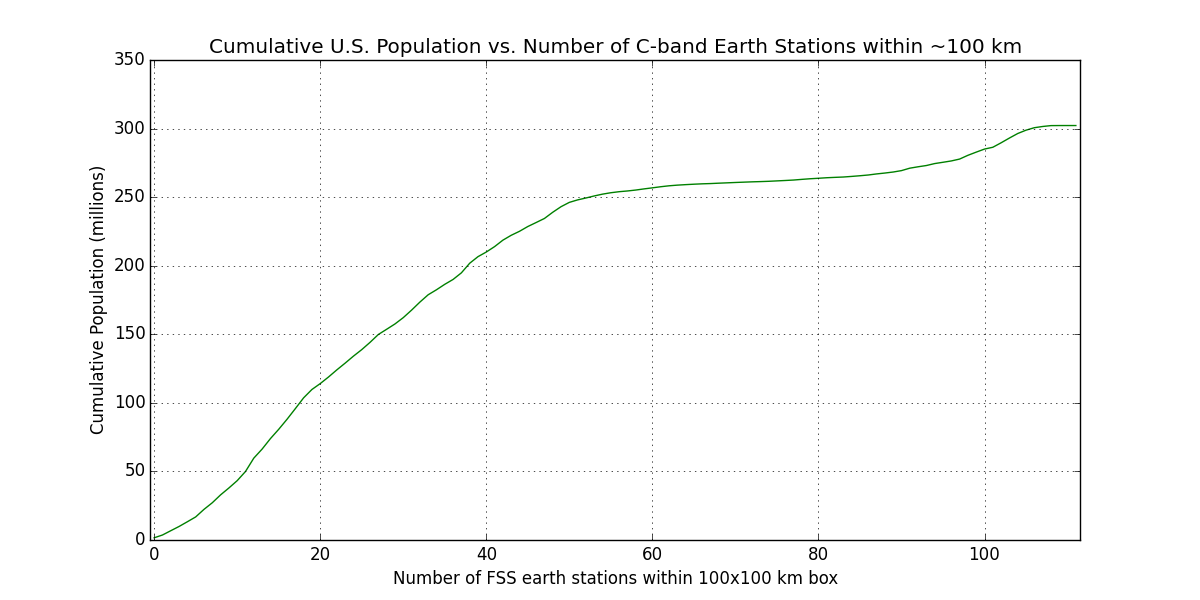 Cumulative U.S. Population vs. Number of C-band Earth Stations within ~100 km
350
300
250
200
150
100
50
0
Cumulative Population (millions)
0 20 40 60 80 100
Number of FSS earth stations within 100x100 km box